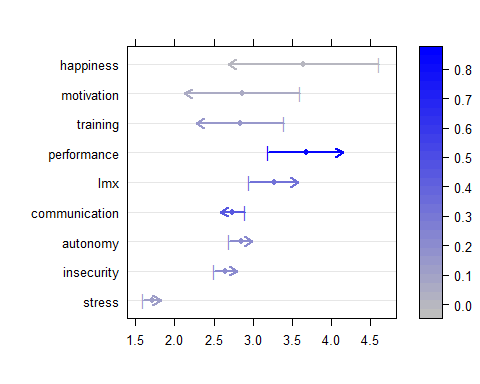 happiness
motivation
training
performance
lmx
communication
autonomy
insecurity
stress
1.5 2.0 2.5 3.0 3.5 4.0 4.5
0.8
0.7
0.6
0.5
0.4
0.3
0.2
0.1
0.0